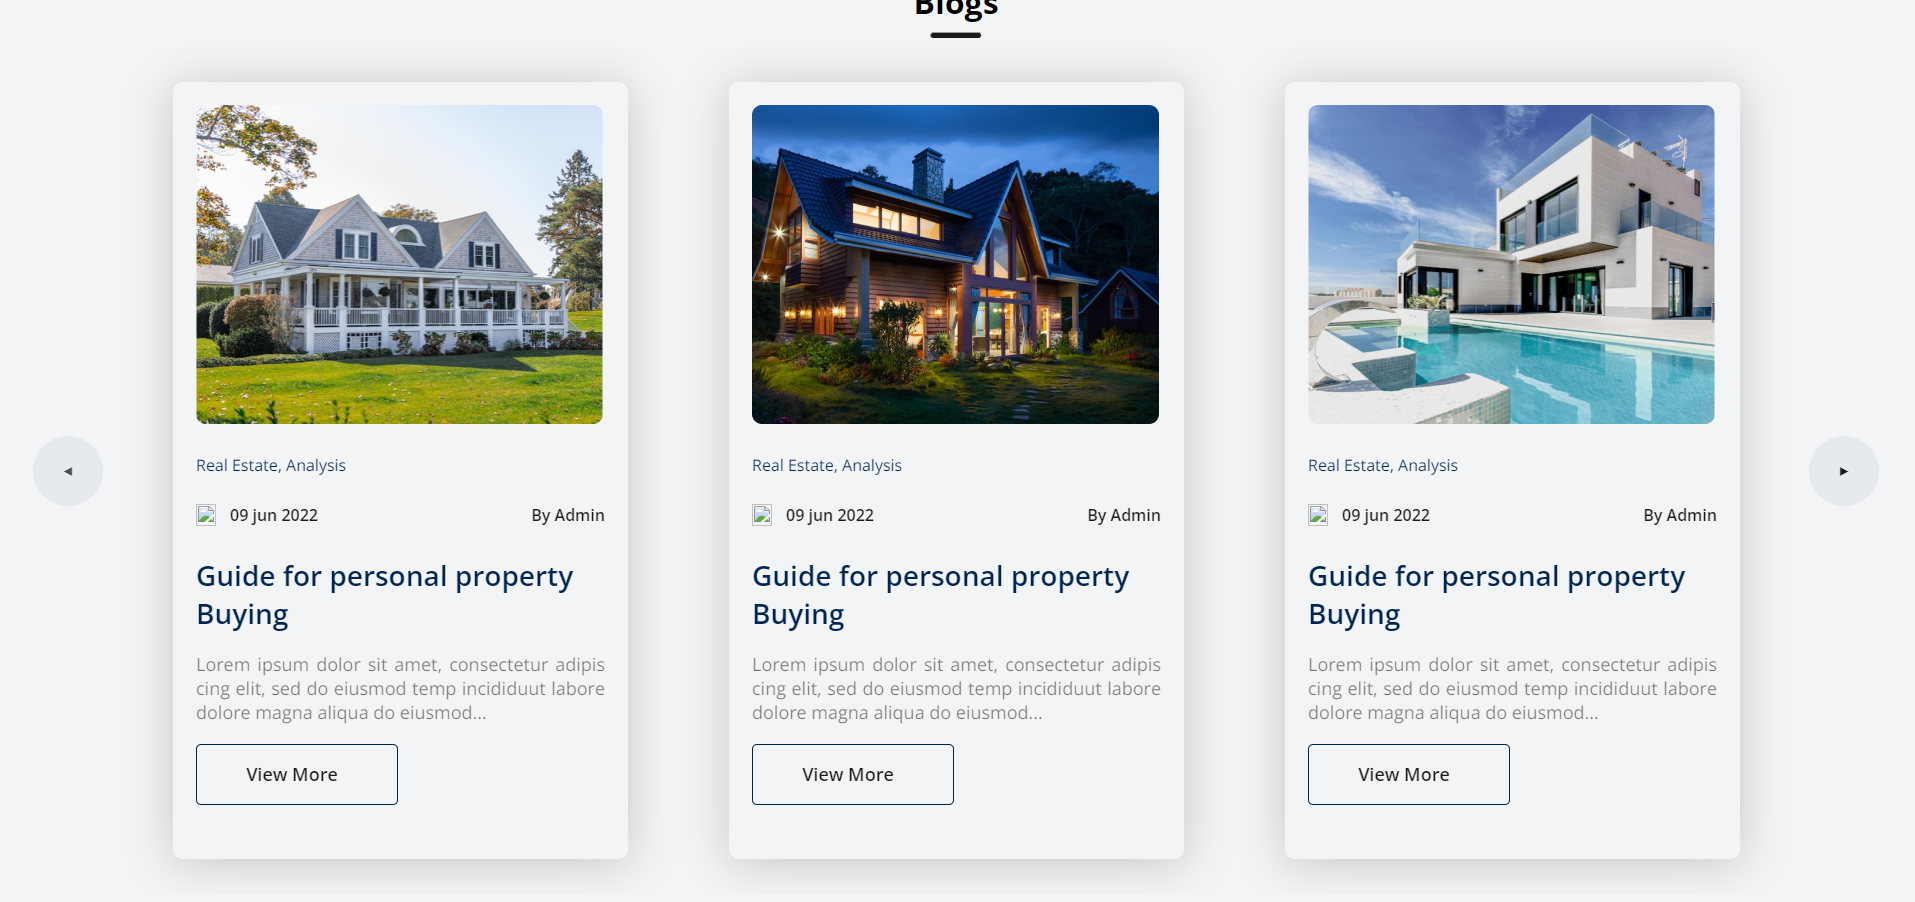 Blogs
Real Estate, Analysis
09 jun 2022 By Admin
Guide for personal property
Buying
Lorem ipsum dolor sit amet, consectetur adipis
cing elit, sed do eiusmod temp incididuut labore
dolore magna aliqua do eiusmod...
View More
Real Estate, Analysis
09 jun 2022 By Admin
Guide for personal property
Buying
Lorem ipsum dolor sit amet, consectetur adipis
cing elit, sed do eiusmod temp incididuut labore
dolore magna aliqua do eiusmod...
View More
Real Estate, Analysis
09 jun 2022 By Admin
Guide for personal property
Buying
Lorem ipsum dolor sit amet, consectetur adipis
cing elit, sed do eiusmod temp incididuut labore
dolore magna aliqua do eiusmod...
View More